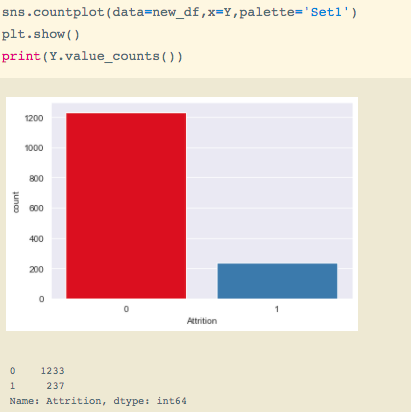 sns.countplot(data=new_df,x=Y,palette='Set1')
plt.show()
print(Y.value_counts())
1200
1000
800
600
400
200
0
count
0 1
Attrition
0 1233
1 237
Name: Attrition, dtype: int64